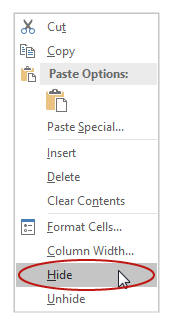 Cut
Copy
Paste Options:
Paste Special...
Insert
Delete
Clear Contents
Format Cells...
Column Width...
Hide
Unhide